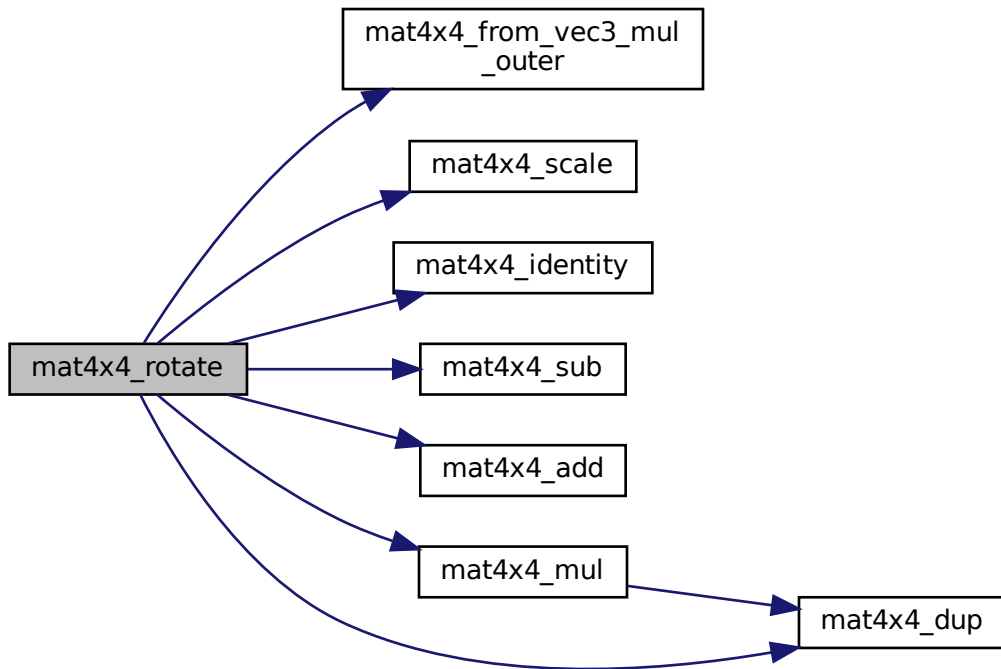 mat4x4_from_vec3_mul
_outer
mat4x4_scale
mat4x4_identity
mat4x4_rotate
mat4x4_sub
mat4x4_add
mat4x4_mul
mat4x4_dup